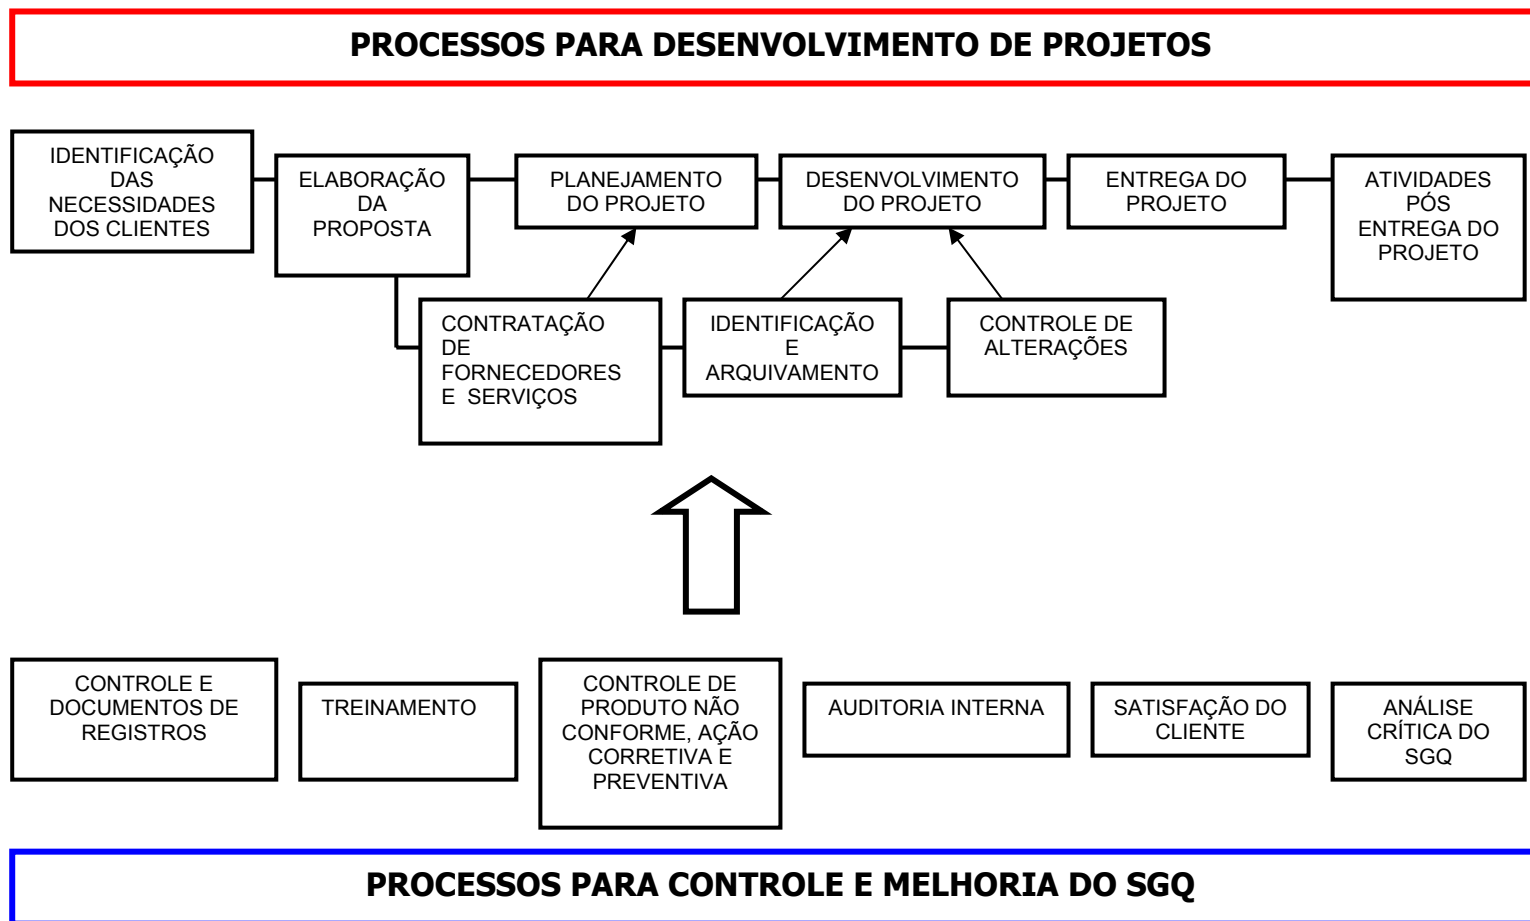 PROCESSOS PARA DESENVOLVIMENTO DE PROJETOS
IDENTIFICAÇÃO
DAS
NECESSIDADES
DOS CLIENTES
ELABORAÇÃO
DA
PROPOSTA
PLANEJAMENTO
DO PROJETO
DESENVOLVIMENTO
DO PROJETO
ENTREGA DO
PROJETO
ATIVIDADES
PÓS
ENTREGA DO
PROJETO
CONTRATAÇÃO
DE
FORNECEDORES
E SERVIÇOS
IDENTIFICAÇÃO
E
ARQUIVAMENTO
CONTROLE DE
ALTERAÇÕES
CONTROLE E
DOCUMENTOS DE
REGISTROS
TREINAMENTO
CONTROLE DE
PRODUTO NÃO
CONFORME, AÇÃO
CORRETIVA E
PREVENTIVA
AUDITORIA INTERNA
SATISFAÇÃO DO
CLIENTE
ANÁLISE
CRÍTICA DO
SGQ
PROCESSOS PARA CONTROLE E MELHORIA DO SGQ